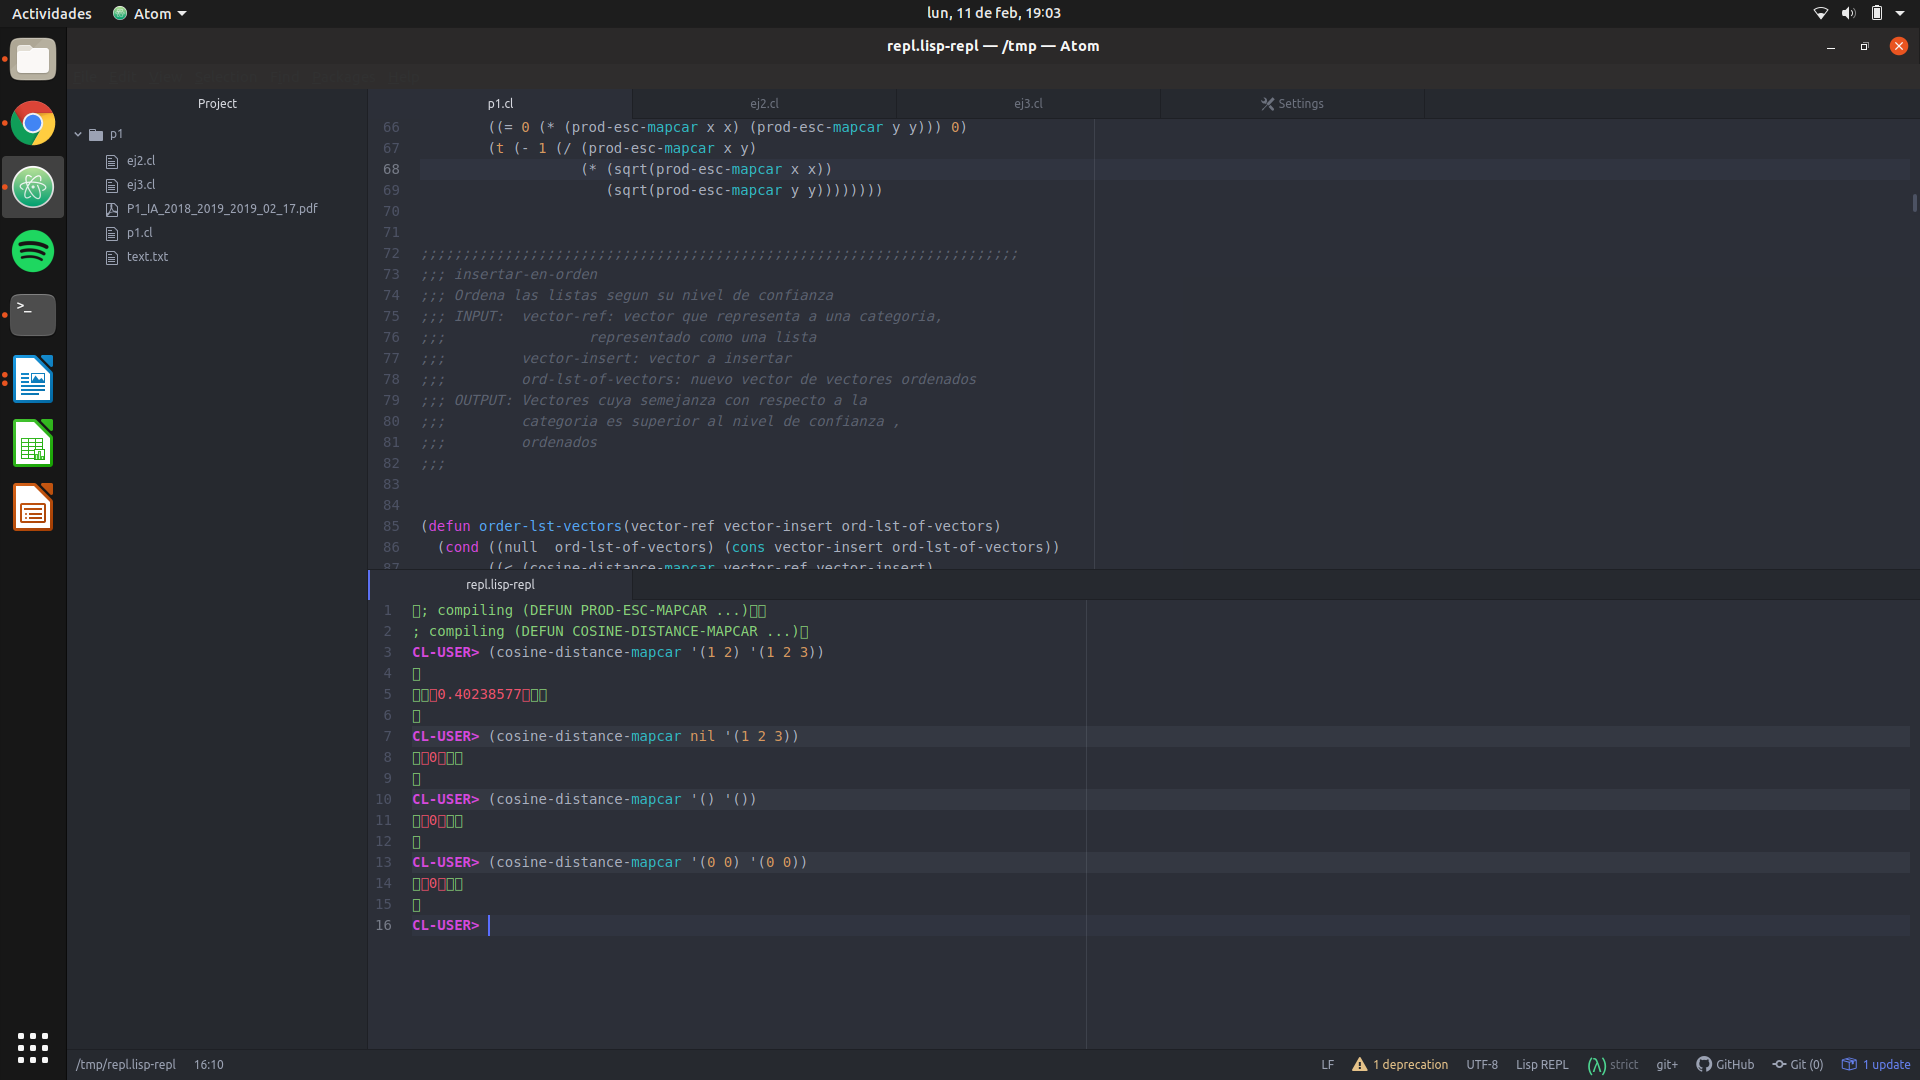 Actividades
Atom
lun, 11 de feb, 19:03
repl.lisp-repl — /tmp — Atom
Project
p1
ej2.cl
ej3.cl
P1_IA_2018_2019_2019_02_17.pdf
p1.cl
text.txt
p1.cl
ej2.cl
ej3.cl
Settings
66 ((= 0 (* (prod-esc-mapcar x x) (prod-esc-mapcar y y))) 0)
67 (t (- 1 (/ (prod-esc-mapcar x y)
68 (* (sqrt(prod-esc-mapcar x x))
69 (sqrt(prod-esc-mapcar y y))))))))
70
71
72 ;;;;;;;;;;;;;;;;;;;;;;;;;;;;;;;;;;;;;;;;;;;;;;;;;;;;;;;;;;;;;;;;;;;;;;;
73 ;;; insertar-en-orden
74 ;;; Ordena las listas segun su nivel de confianza
75 ;;; INPUT: vector-ref: vector que representa a una categoria,
76 ;;; representado como una lista
77 ;;; vector-insert: vector a insertar
78 ;;; ord-lst-of-vectors: nuevo vector de vectores ordenados
79 ;;; OUTPUT: Vectores cuya semejanza con respecto a la
80 ;;; categoria es superior al nivel de confianza ,
81 ;;; ordenados
82 ;;;
83
84
85 (defun order-lst-vectors(vector-ref vector-insert ord-lst-of-vectors)
86 (cond ((null ord-lst-of-vectors) (cons vector-insert ord-lst-of-vectors))
87 ((< (cosine-distance-mapcar vector-ref vector-insert)
repl.lisp-repl
1 ; compiling (DEFUN PROD-ESC-MAPCAR ...)
2 ; compiling (DEFUN COSINE-DISTANCE-MAPCAR ...)
3 CL-USER> (cosine-distance-mapcar '(1 2) '(1 2 3))
4
5 0.40238577
6
7 CL-USER> (cosine-distance-mapcar nil '(1 2 3))
8 0
9
10 CL-USER> (cosine-distance-mapcar '() '())
11 0
12
13 CL-USER> (cosine-distance-mapcar '(0 0) '(0 0))
14 0
15
16 CL-USER>
/tmp/repl.lisp-repl 16:10
LF 1 deprecation UTF-8 Lisp REPL (λ) strict git+ GitHub Git (0) 1 update